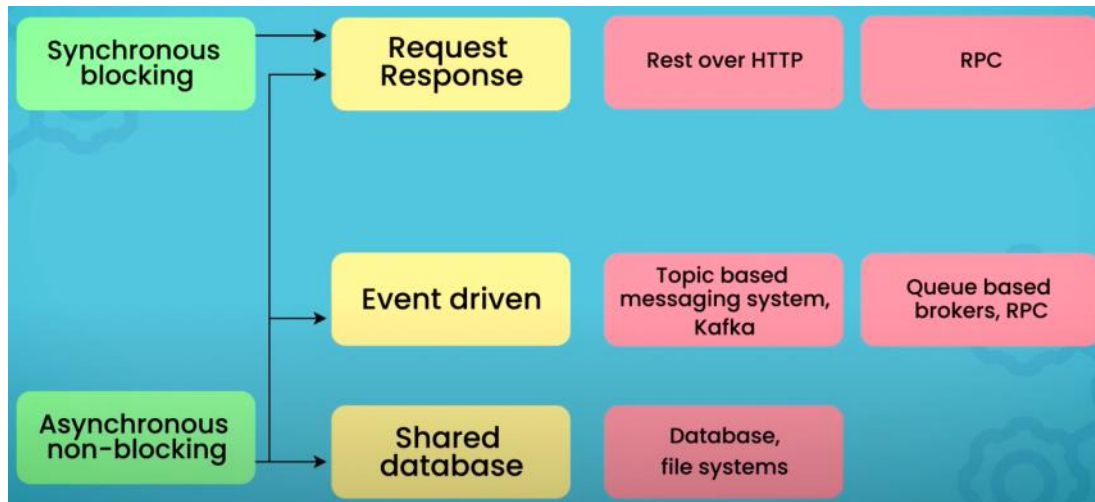 Synchronous
blocking
Request
Response
Rest over HTTP
RPC
Event driven
Topic based
messaging system,
Kafka
Queue based
brokers, RPC
Asynchronous
non-blocking
Shared
database
Database,
file systems